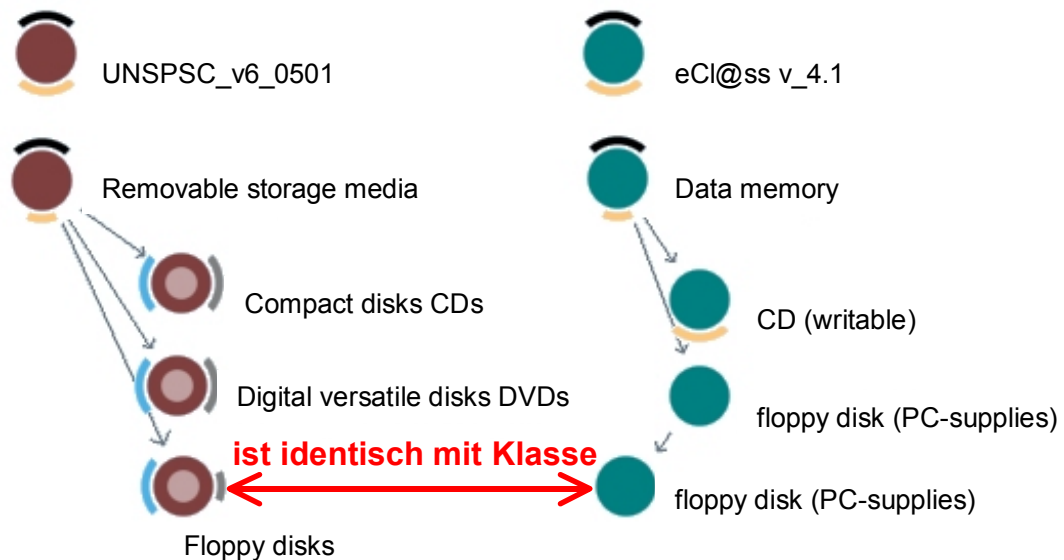 UNSPSC_v6_0501
eCl@ss v_4.1
Removable storage media
Data memory
Compact disks CDs
CD (writable)
Digital versatile disks DVDs
floppy disk (PC-supplies)
ist identisch mit Klasse
floppy disk (PC-supplies)
Floppy disks